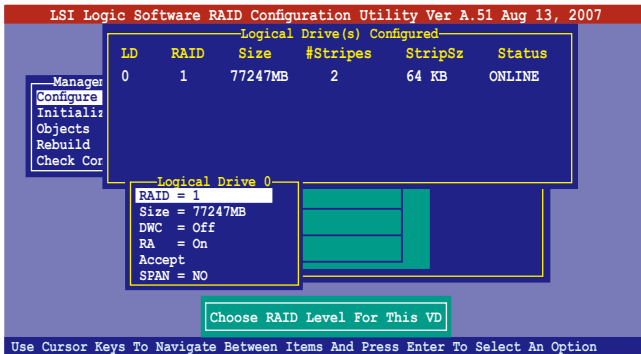 LSI Logic Software RAID Configuration Utility Ver A.51 Aug 13, 2007
Logical Drive(s) Configured
LD RAID Size #Stripes StripSz Status
0 1 77247MB 2 64 KB ONLINE
Managem
Configure
Initializ
Objects
Rebuild
Check Con
Logical Drive 0
RAID = 1
Size = 77247MB
DWC = Off
RA = On
Accept
SPAN = NO
Choose RAID Level For This VD
Use Cursor Keys To Navigate Between Items And Press Enter To Select An Option